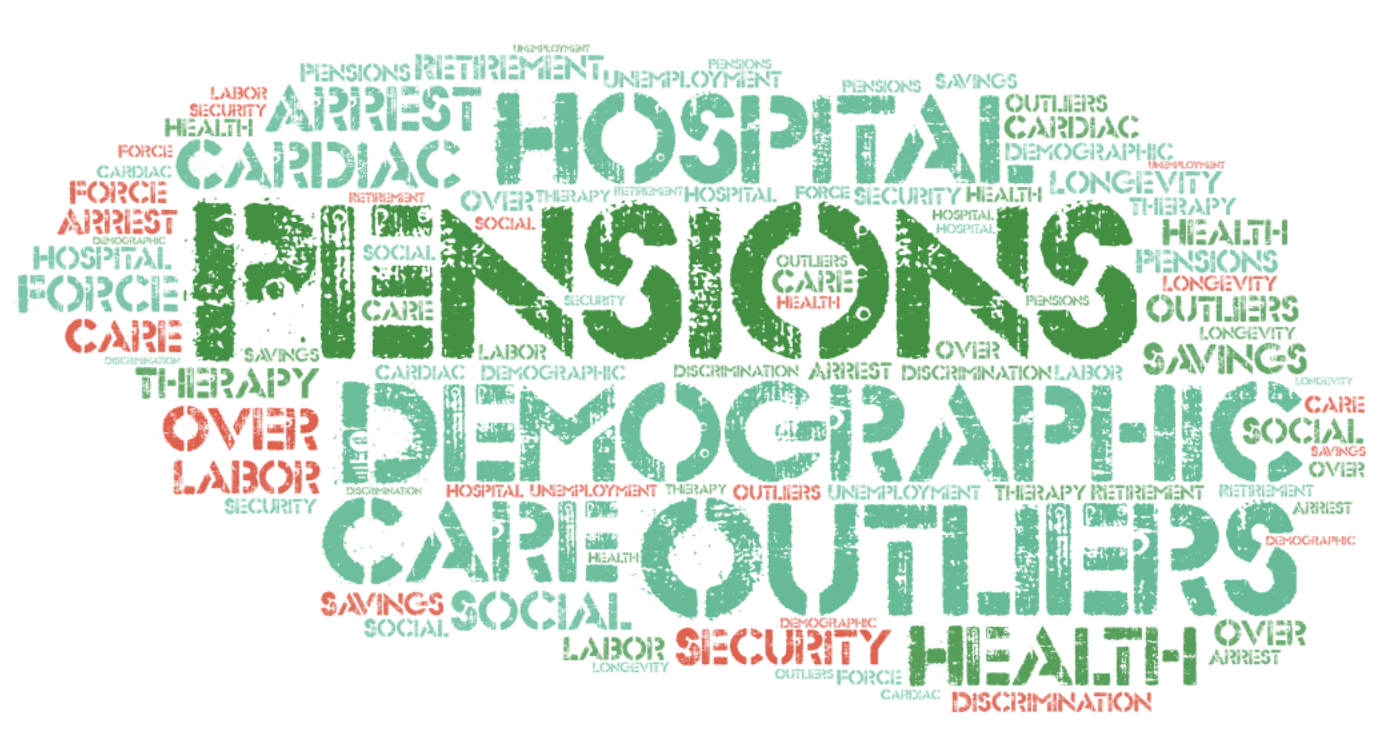 UNEMPLOYMENT
PENSIONS RETIREMENT UNEMPLOYMENT PENSIONS
LABOR ARREST HOSPITAL PENSIONS SAVINGS
SECURITY OUTLIERS
HEALTH CARDIAC
FORCE CARDIAC DEMOGRAPHIC
CARDIAC UNEMPLOYMENT
FORCE RETIREMENT OVER THERAPY RETIREMENT HOSPITAL FORCE SECURITY HEALTH LONGEVITY
ARREST SOCIAL HOSPITAL THERAPY
DEMOGRAPHIC HOSPITAL HEALTH
HOSPITAL PENSIONS SOCIAL OUTLIERS PENSIONS
FORCE CARE SECURITY CARE HEALTH PENSIONS LONGEVITY
CARE OUTLIERS
DISCRIMINATION SAVINGS LABOR OVER LONGEVITY
THERAPY CARDIAC DEMOGRAPHIC DISCRIMINATION ARREST DISCRIMINATION LABOR SAVINGS
LONGEVITY
OVER DEMOGRAPHIC CARE
SOCIAL
SAVINGS
LABOR OVER
SECURITY DISCRIMINATION HOSPITAL UNEMPLOYMENT THERAPY OUTLIERS UNEMPLOYMENT THERAPY RETIREMENT RETIREMENT
ARREST
CARE HEALTH OUTLIERS DEMOGRAPHIC
SAVINGS SOCIAL
SOCIAL DEMOGRAPHIC
LABOR SECURITY HEALTH OVER
LONGEVITY ARREST
OUTLIERS FORCE
CARDIAC DISCRIMINATION